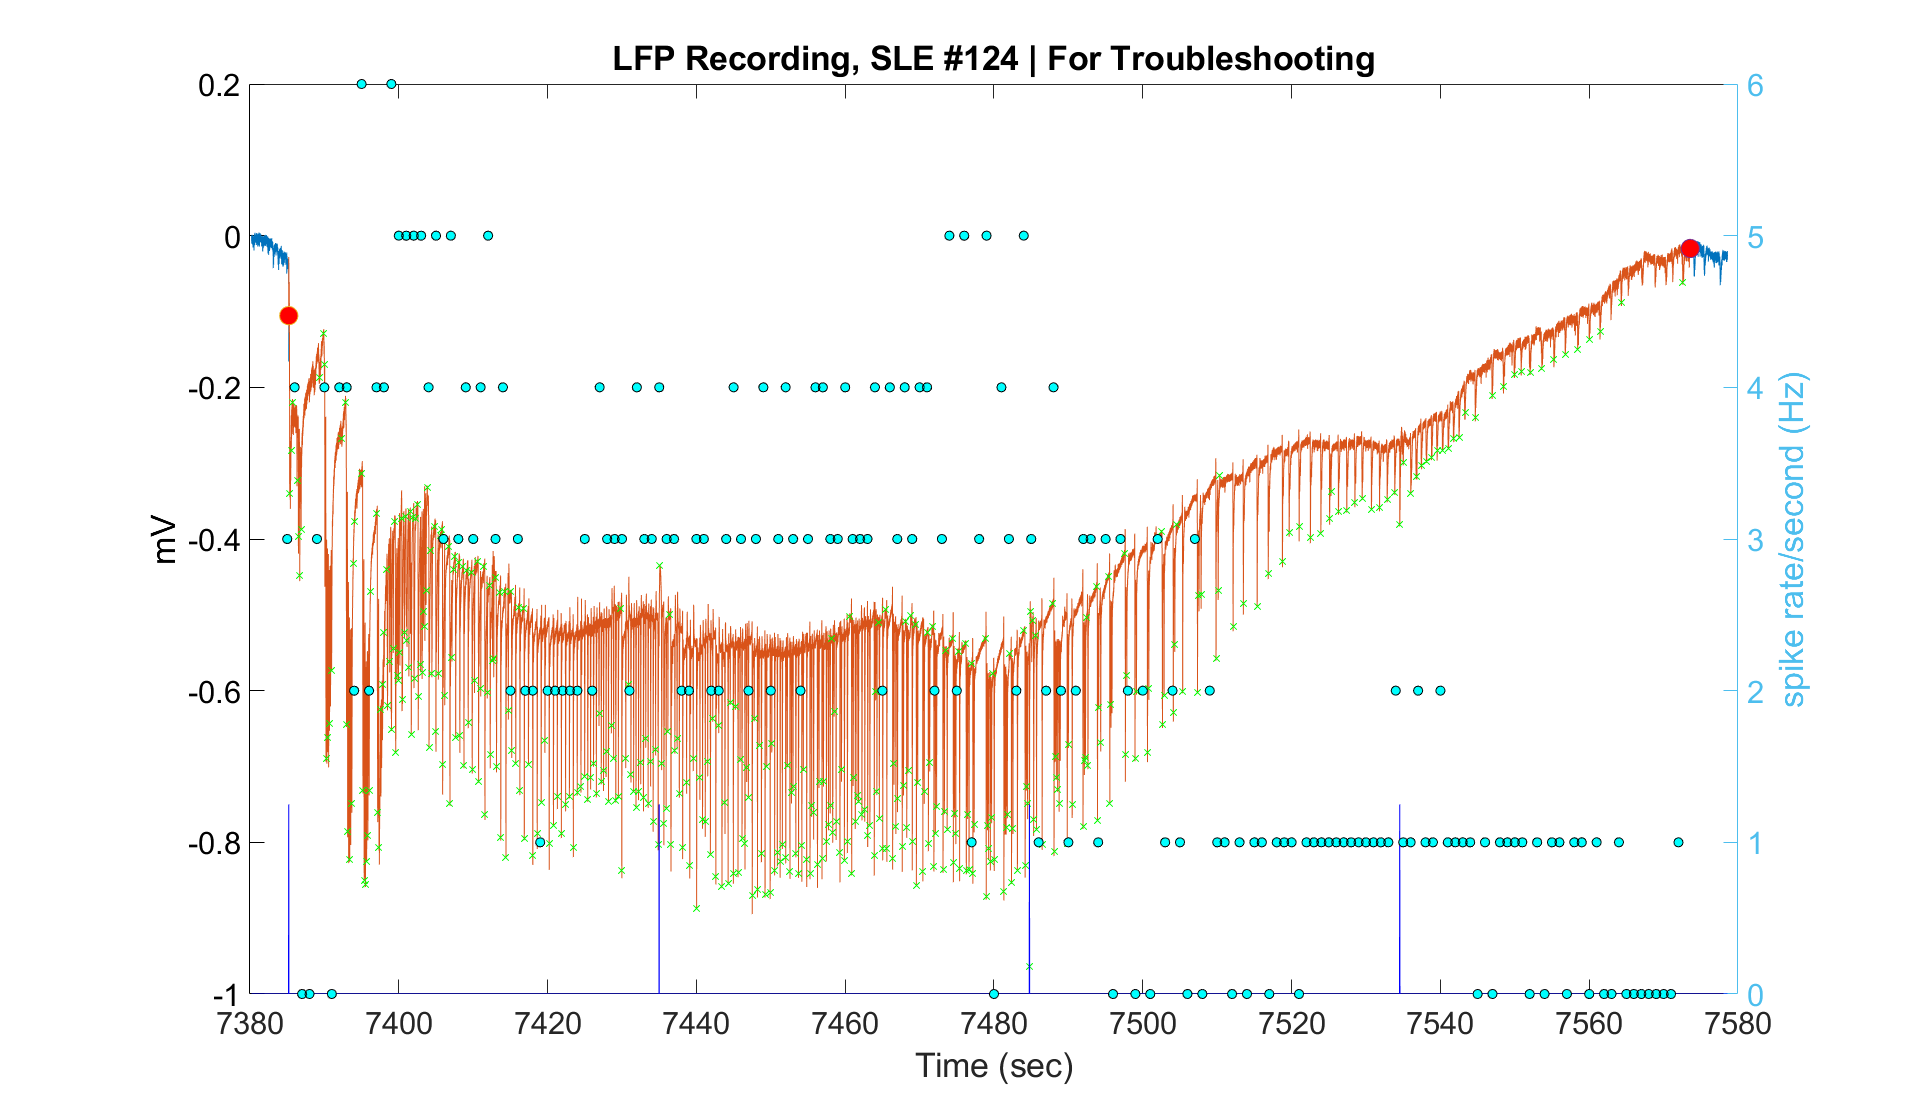 LFP Recording, SLE #124 | For Troubleshooting
0.2
0
-0.2
-0.4
-0.6
-0.8
-1
mV
6
5
4
3
2
1
0
spike rate/second (Hz)
7380 7400 7420 7440 7460 7480 7500 7520 7540 7560 7580
Time (sec)